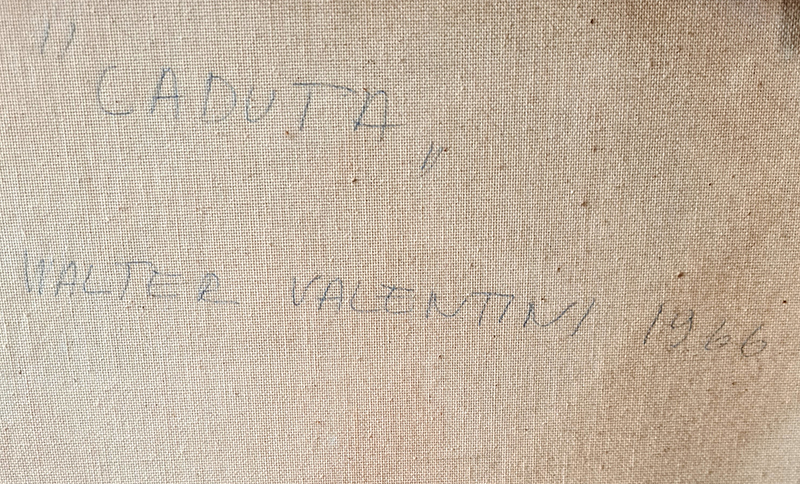 "CADUTA"
WALTER VALENTINI 1966